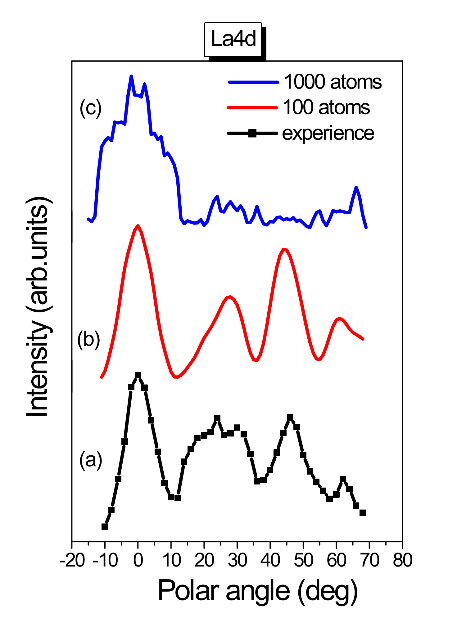 La4d
(c)
1000 atoms
100 atoms
experience
(b)
(a)
Intensity (arb.units)
-20 -10 0 10 20 30 40 50 60 70 80
Polar angle (deg)